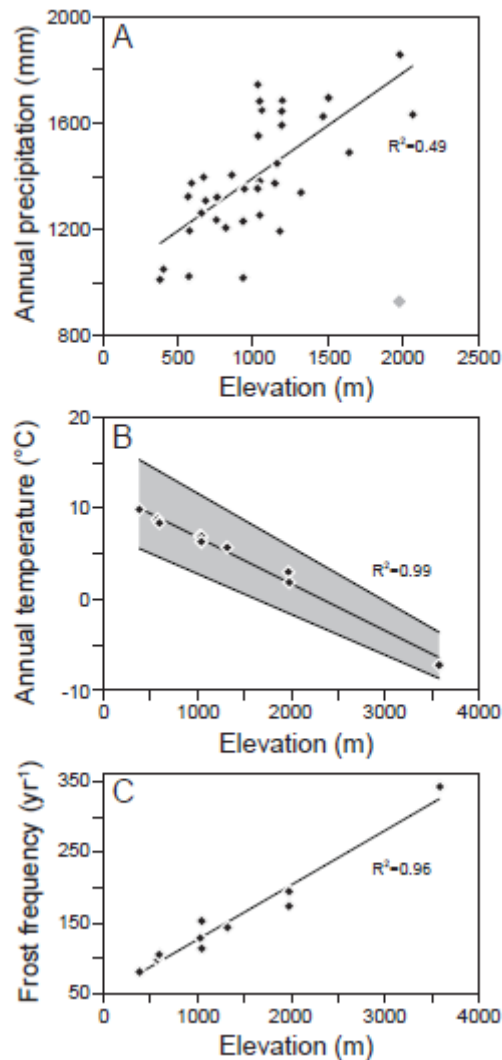 A
Annual precipitation (mm)
2000
1600
1200
800
R²=0.49
0 500 1000 1500 2000 2500
Elevation (m)
B
Annual temperature (°C)
20
10
0
-10
R²=0.99
0 1000 2000 3000 4000
Elevation (m)
C
Frost frequency (yr⁻¹)
350
250
150
50
R²=0.96
0 1000 2000 3000 4000
Elevation (m)